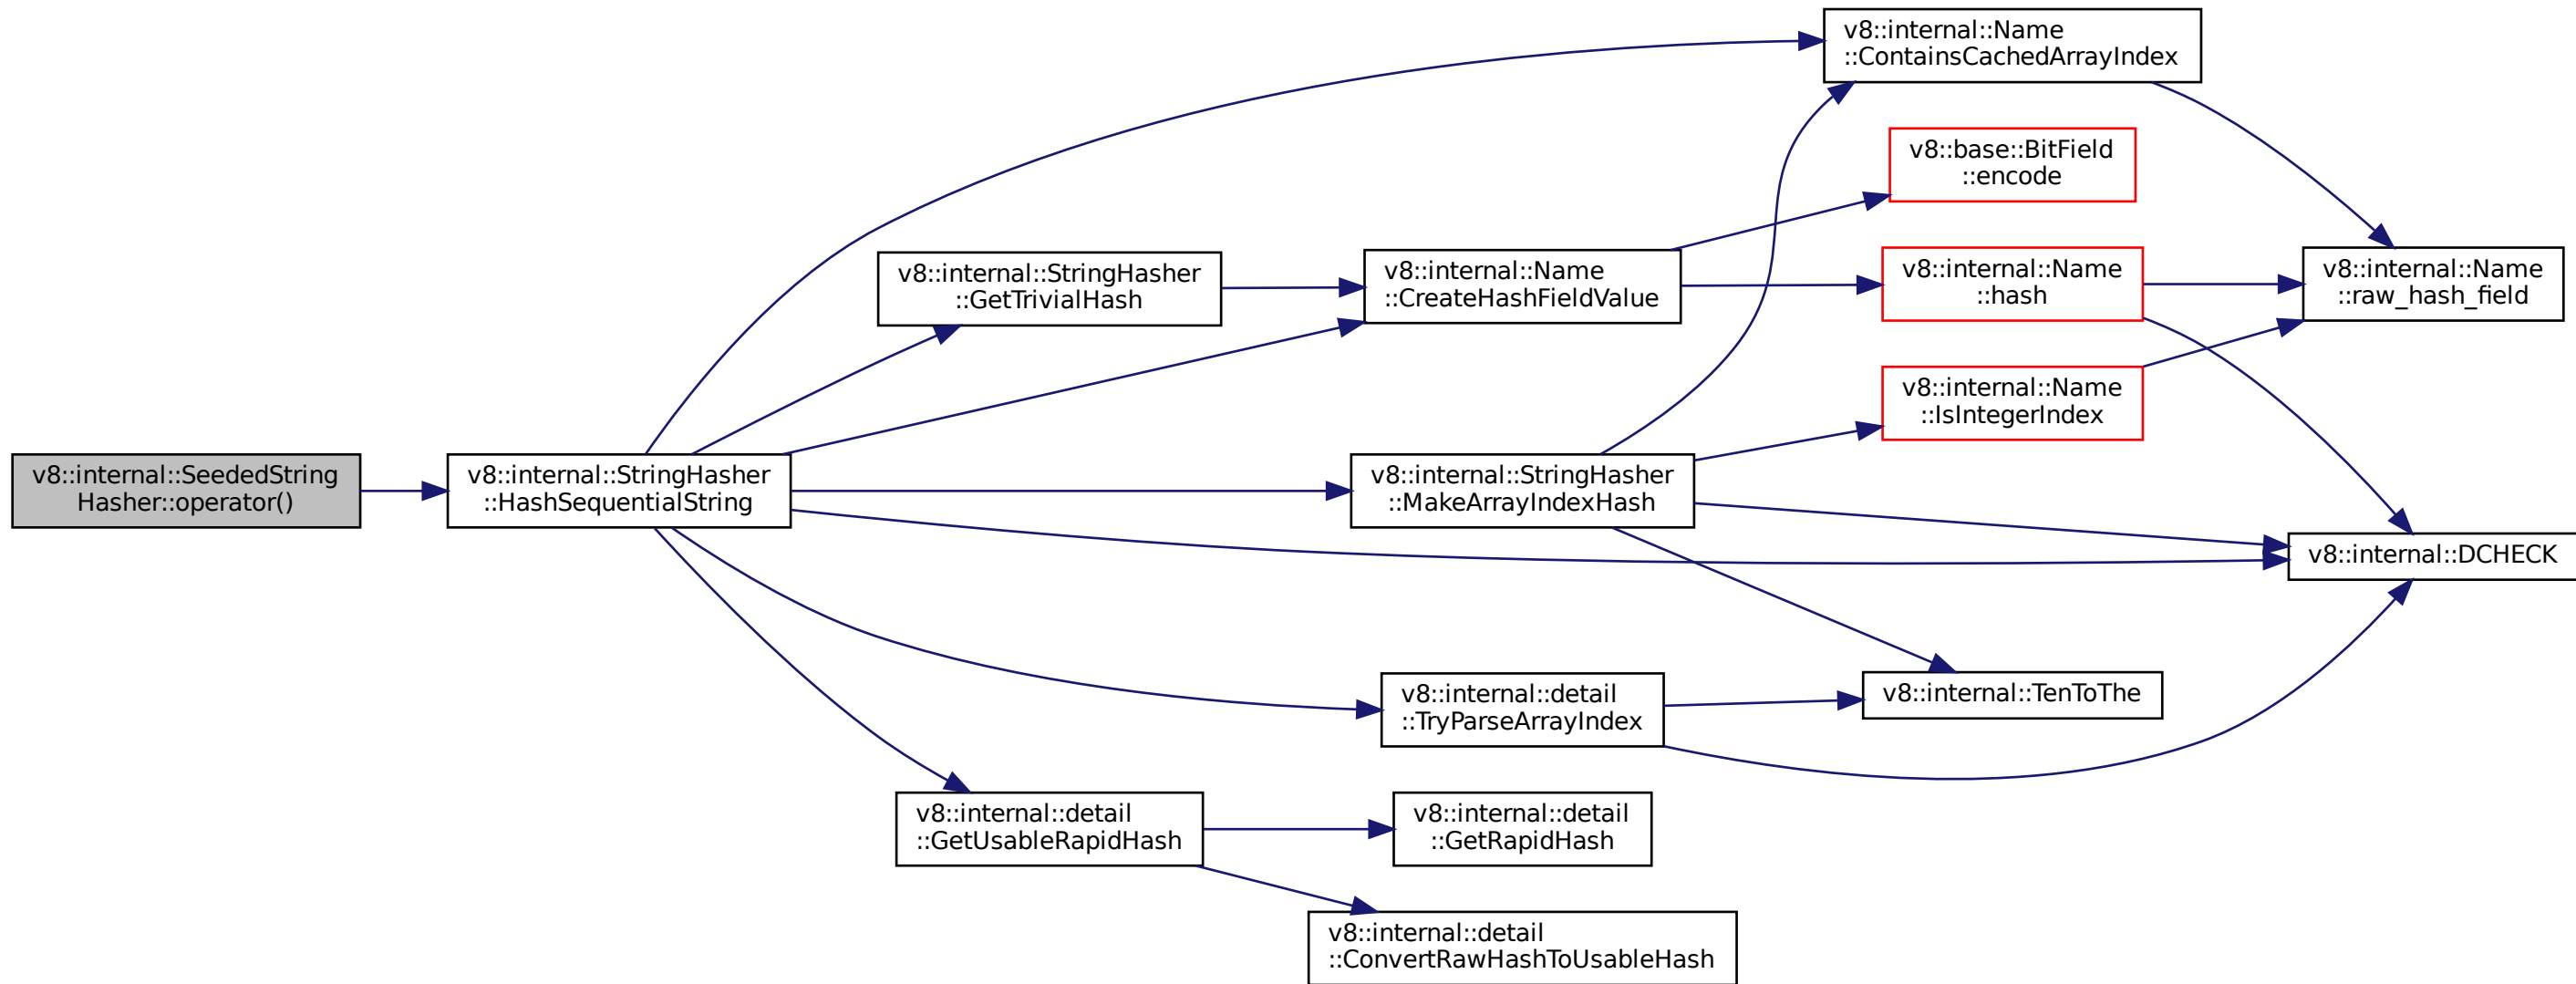 v8::internal::SeededString
Hasher::operator()
v8::internal::StringHasher
::HashSequentialString
v8::internal::Name
::ContainsCachedArrayIndex
v8::internal::Name
::raw_hash_field
v8::internal::StringHasher
::GetTrivialHash
v8::internal::Name
::CreateHashFieldValue
v8::base::BitField
::encode
v8::internal::Name
::hash
v8::internal::DCHECK
v8::internal::StringHasher
::MakeArrayIndexHash
v8::internal::Name
::IsIntegerIndex
v8::internal::TenToThe
v8::internal::detail
::TryParseArrayIndex
v8::internal::detail
::GetUsableRapidHash
v8::internal::detail
::GetRapidHash
v8::internal::detail
::ConvertRawHashToUsableHash